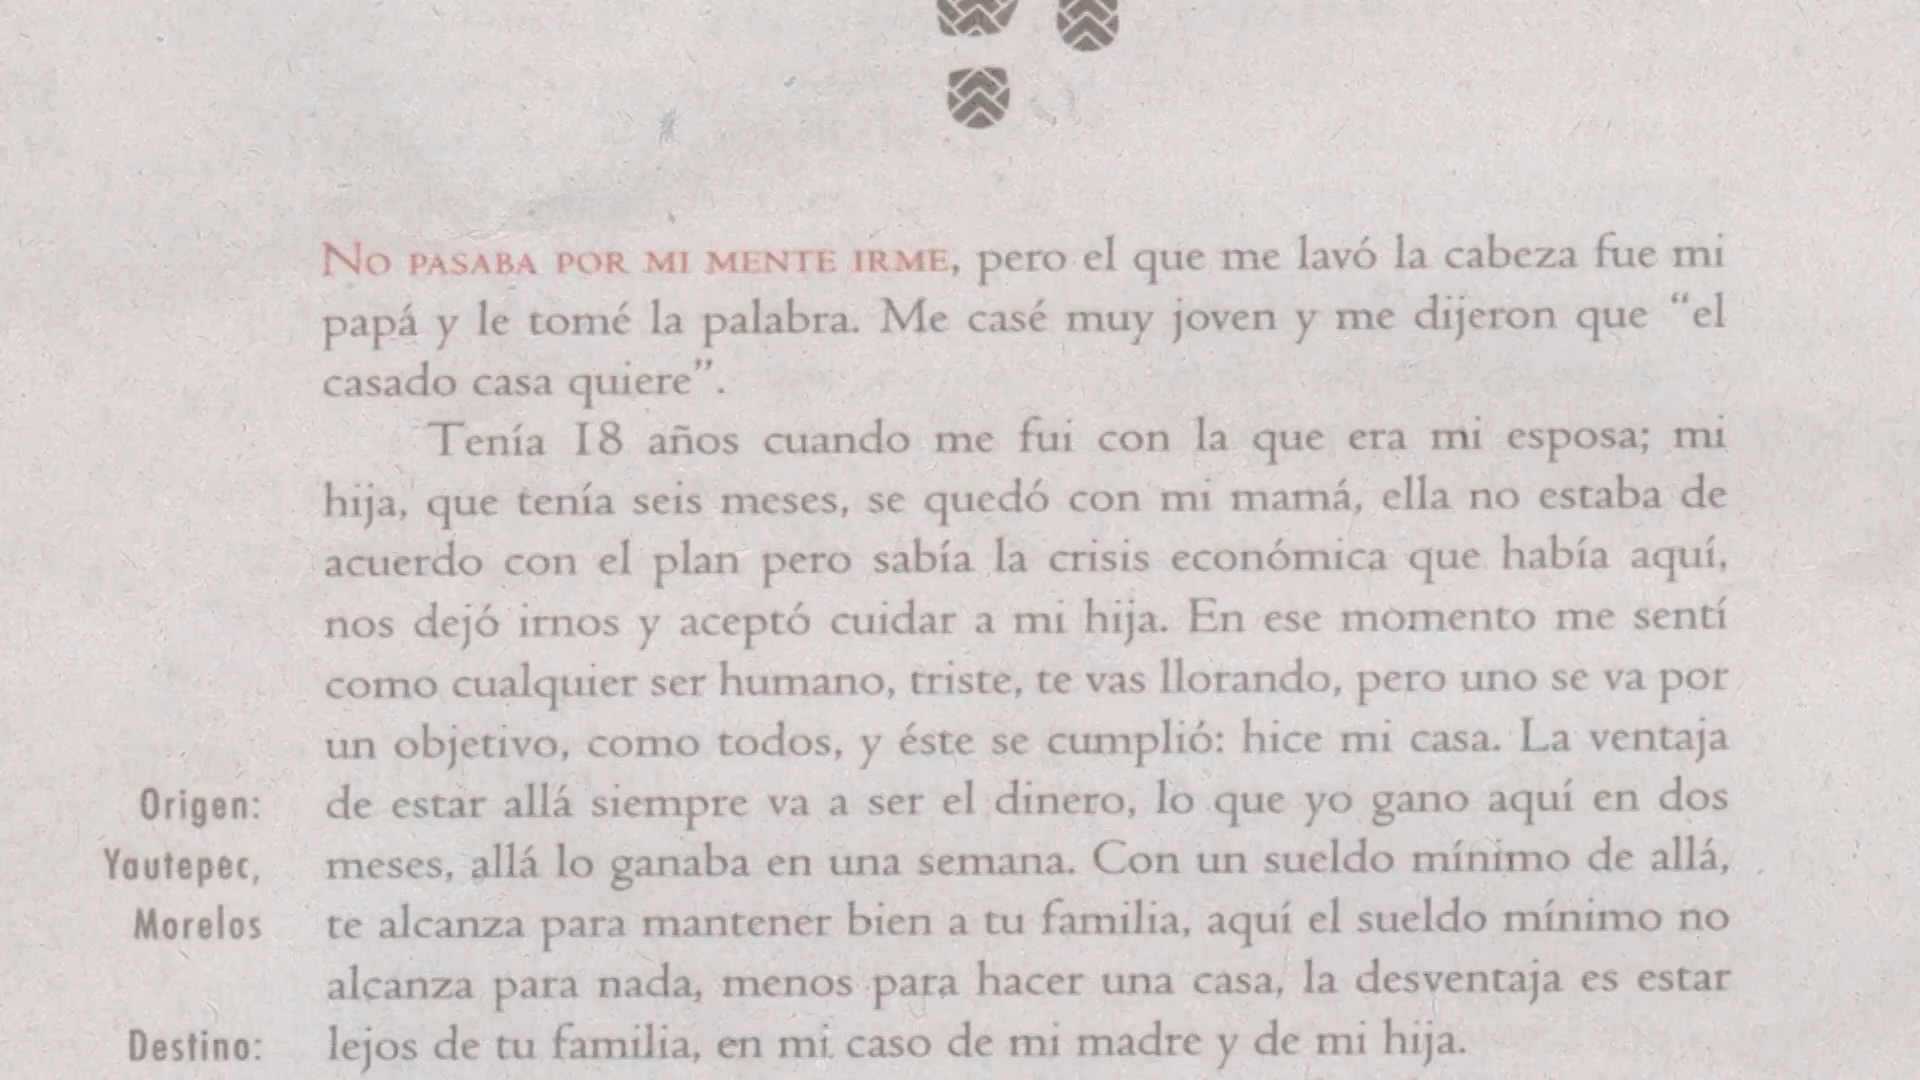 No pasaba por mi mente irme, pero el que me lavó la cabeza fue mi
papá y le tomé la palabra. Me casé muy joven y me dijeron que “el
casado casa quiere”.
Tenía 18 años cuando me fui con la que era mi esposa; mi
hija, que tenía seis meses, se quedó con mi mamá, ella no estaba de
acuerdo con el plan pero sabía la crisis económica que había aquí,
nos dejó irnos y aceptó cuidar a mi hija. En ese momento me sentí
como cualquier ser humano, triste, te vas llorando, pero uno se va por
un objetivo, como todos, y éste se cumplió: hice mi casa. La ventaja
de estar allá siempre va a ser el dinero, lo que yo gano aquí en dos
meses, allá lo ganaba en una semana. Con un sueldo mínimo de allá,
te alcanza para mantener bien a tu familia, aquí el sueldo mínimo no
alcanza para nada, menos para hacer una casa, la desventaja es estar
lejos de tu familia, en mi caso de mi madre y de mi hija.
Origen:
Yautepec,
Morelos
Destino: